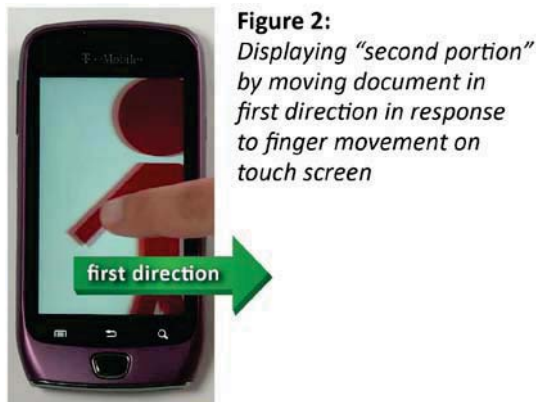 T-Mobile
Figure 2:
Displaying “second portion”
by moving document in
first direction in response
to finger movement on
touch screen
first direction